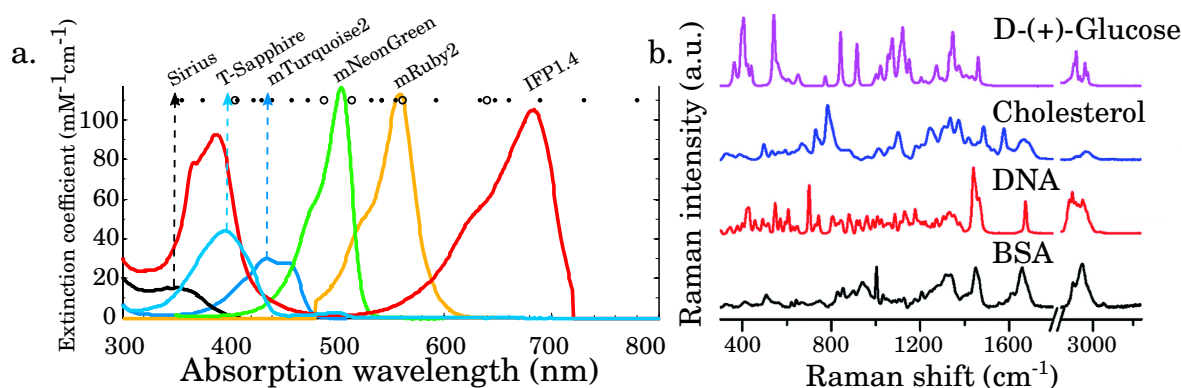 a.
Extinction coefficient (mM⁻¹cm⁻¹)
100
80
60
40
20
0
Sirius
T-Sapphire
mTurquoise2
mNeonGreen
mRuby2
IFP1.4
300 400 500 600 700 800
Absorption wavelength (nm)
b.
Raman intensity (a.u.)
D-(+)-Glucose
Cholesterol
DNA
BSA
400 800 1200 1600 3000
Raman shift (cm⁻¹)